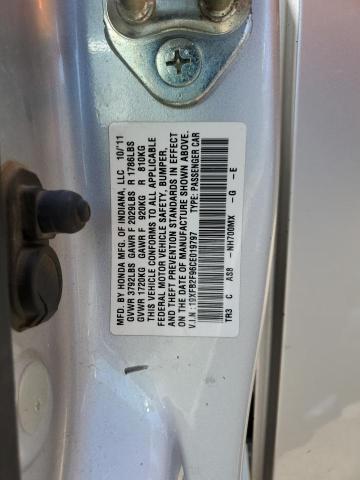 MFG. BY HONDA MFG. OF INDIANA, LLC 10/'11
GVWR 3792LBS GAWR F 2029LBS R 1786LBS
GVWR 1720KG GAWR F 920KG R 810KG
THIS VEHICLE CONFORMS TO ALL APPLICABLE
FEDERAL MOTOR VEHICLE SAFETY, BUMPER,
AND THEFT PREVENTION STANDARDS IN EFFECT
ON THE DATE OF MANUFACTURE SHOWN ABOVE.
V.I.N.: 19XFB2F96CE019797 TYPE: PASSENGER CAR
TR3 C AS8 -NH700MX -G -E